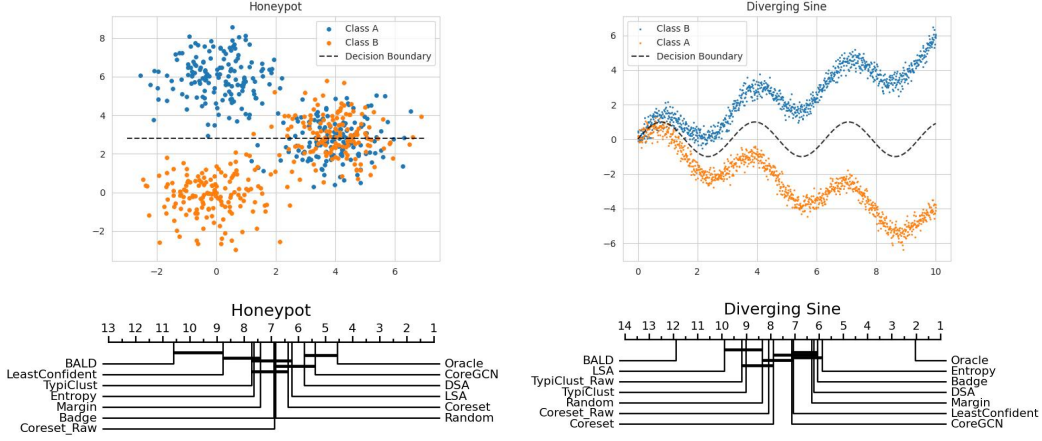 Honeypot
Class A
Class B
Decision Boundary
8
6
4
2
0
−2
−2 0 2 4 6
Diverging Sine
Class B
Class A
Decision Boundary
6
4
2
0
−2
−4
−6
0 2 4 6 8 10
Honeypot
13 12 11 10 9 8 7 6 5 4 3 2 1
BALD
LeastConfident
TypiClust
Entropy
Margin
Badge
Coreset_Raw
Oracle
CoreGCN
DSA
LSA
Coreset
Random
Diverging Sine
14 13 12 11 10 9 8 7 6 5 4 3 2 1
BALD
LSA
TypiClust_Raw
TypiClust
Random
Coreset_Raw
Coreset
Oracle
Entropy
Badge
DSA
Margin
LeastConfident
CoreGCN